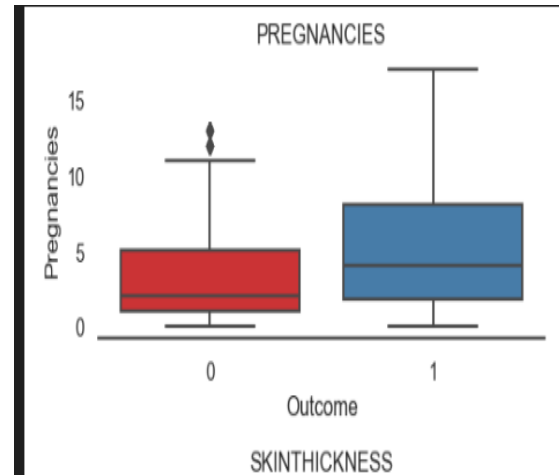 PREGNANCIES
15
10
5
0
Pregnancies
0 1
Outcome
SKINTHICKNESS